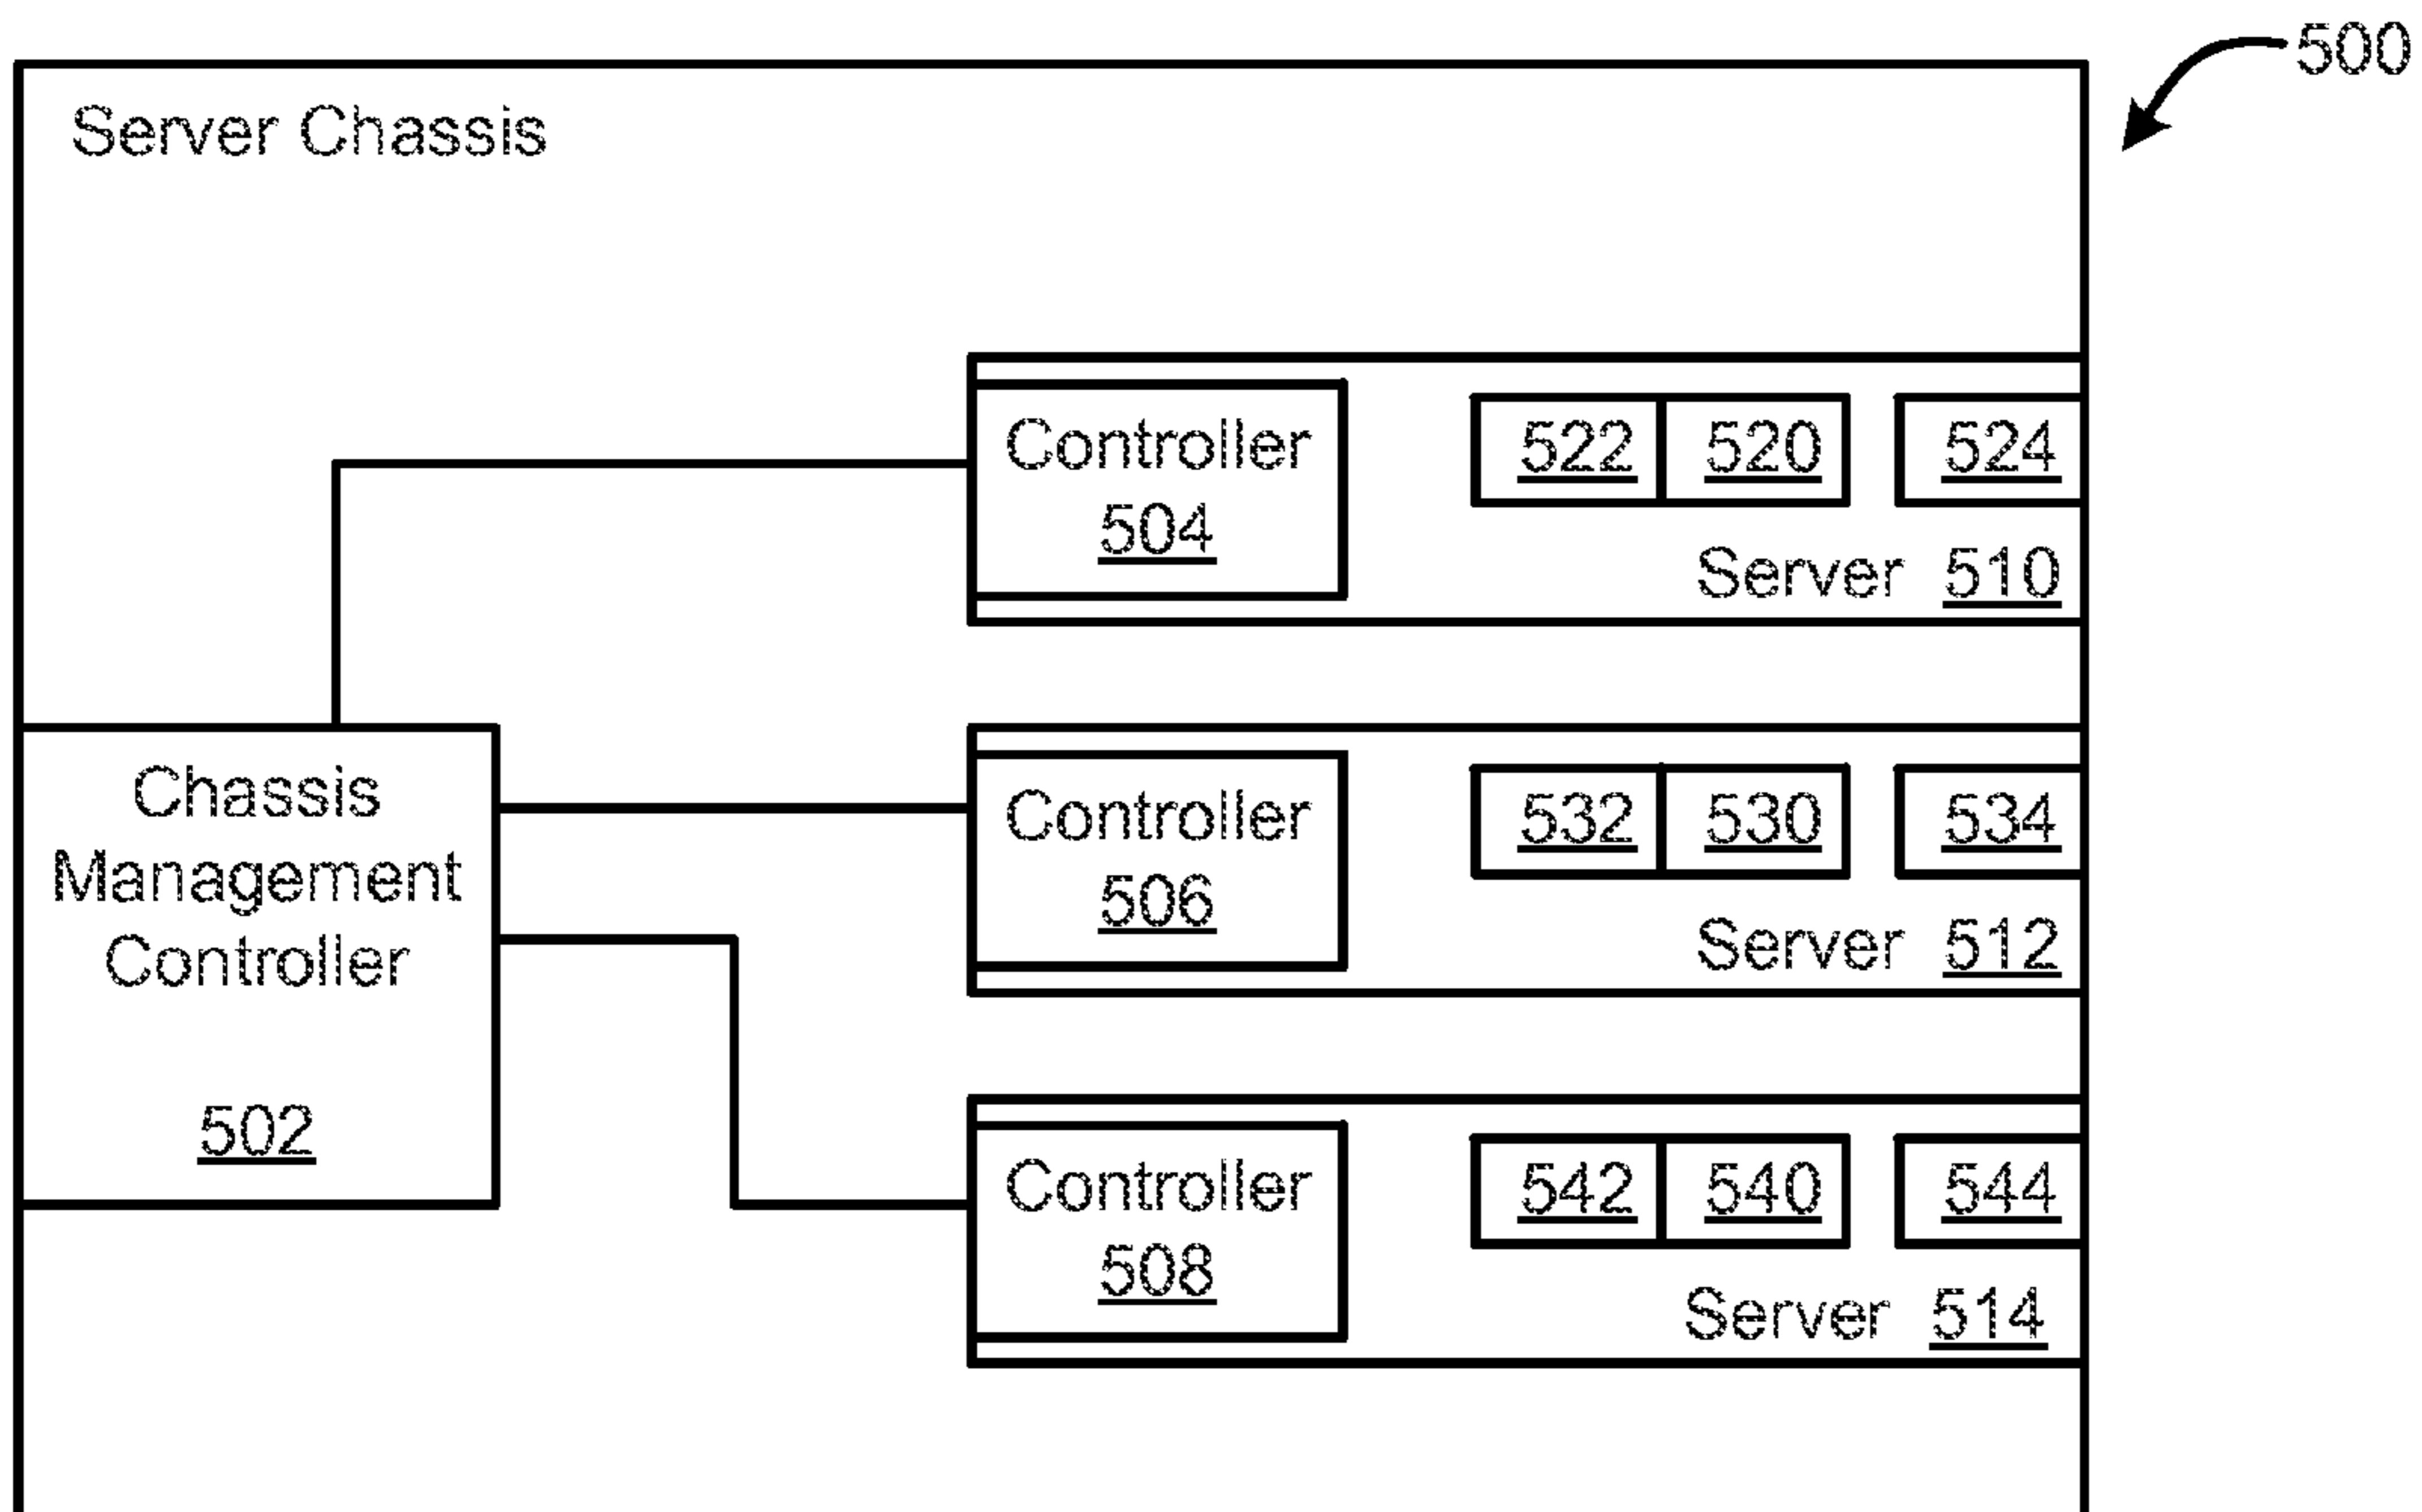 500
Server Chassis
Controller
504
522 520 524
Server 510
Chassis
Management
Controller
502
Controller
506
532 530 534
Server 512
Controller
508
542 540 544
Server 514